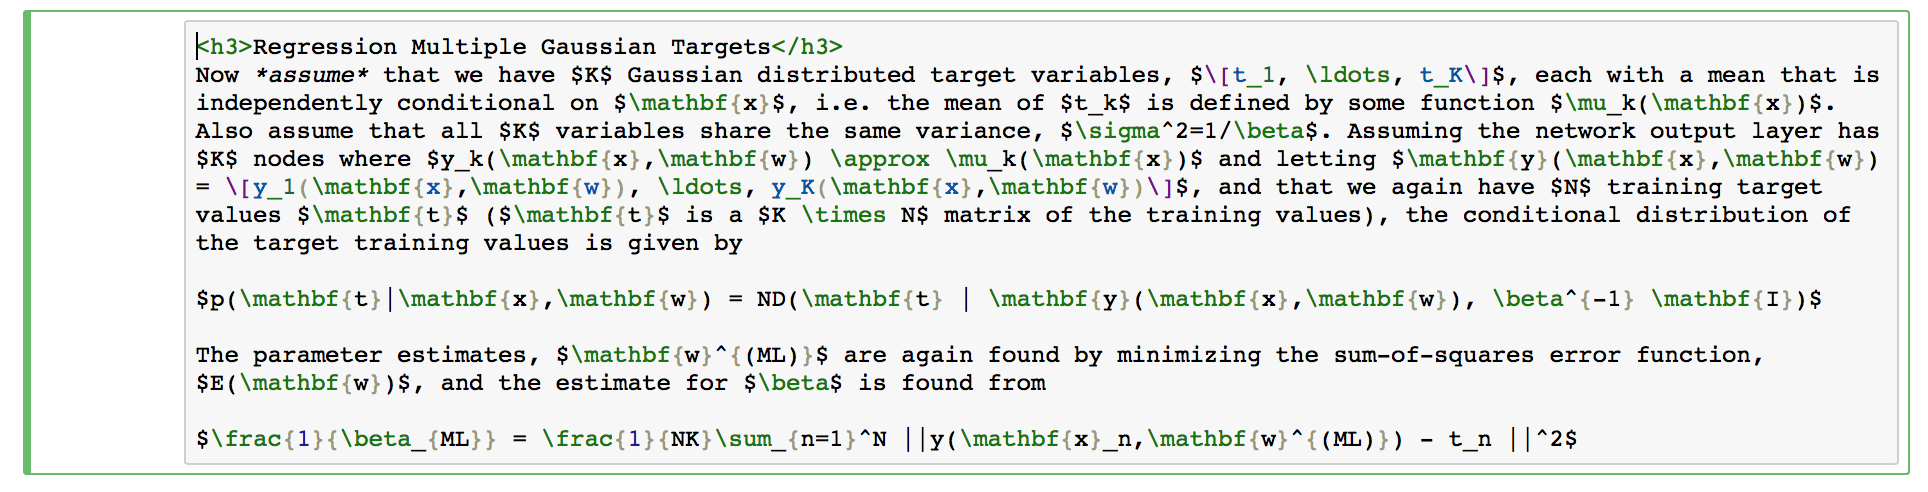 <h3>Regression Multiple Gaussian Targets</h3>
Now *assume* that we have $K$ Gaussian distributed target variables, $\[t_1, \ldots, t_K\]$, each with a mean that is
independently conditional on $\mathbf{x}$, i.e. the mean of $t_k$ is defined by some function $\mu_k(\mathbf{x})$.
Also assume that all $K$ variables share the same variance, $\sigma^2=1/\beta$. Assuming the network output layer has
$K$ nodes where $y_k(\mathbf{x},\mathbf{w}) \approx \mu_k(\mathbf{x})$ and letting $\mathbf{y}(\mathbf{x},\mathbf{w})
= \[y_1(\mathbf{x},\mathbf{w}), \ldots, y_K(\mathbf{x},\mathbf{w})\]$, and that we again have $N$ training target
values $\mathbf{t}$ ($\mathbf{t}$ is a $K \times N$ matrix of the training values), the conditional distribution of
the target training values is given by

$p(\mathbf{t}|\mathbf{x},\mathbf{w}) = ND(\mathbf{t} | \mathbf{y}(\mathbf{x},\mathbf{w}), \beta^{-1} \mathbf{I})$

The parameter estimates, $\mathbf{w}^{(ML)}$ are again found by minimizing the sum-of-squares error function,
$E(\mathbf{w})$, and the estimate for $\beta$ is found from

$\frac{1}{\beta_{ML}} = \frac{1}{NK}\sum_{n=1}^N ||y(\mathbf{x}_n,\mathbf{w}^{(ML)}) - t_n ||^2$